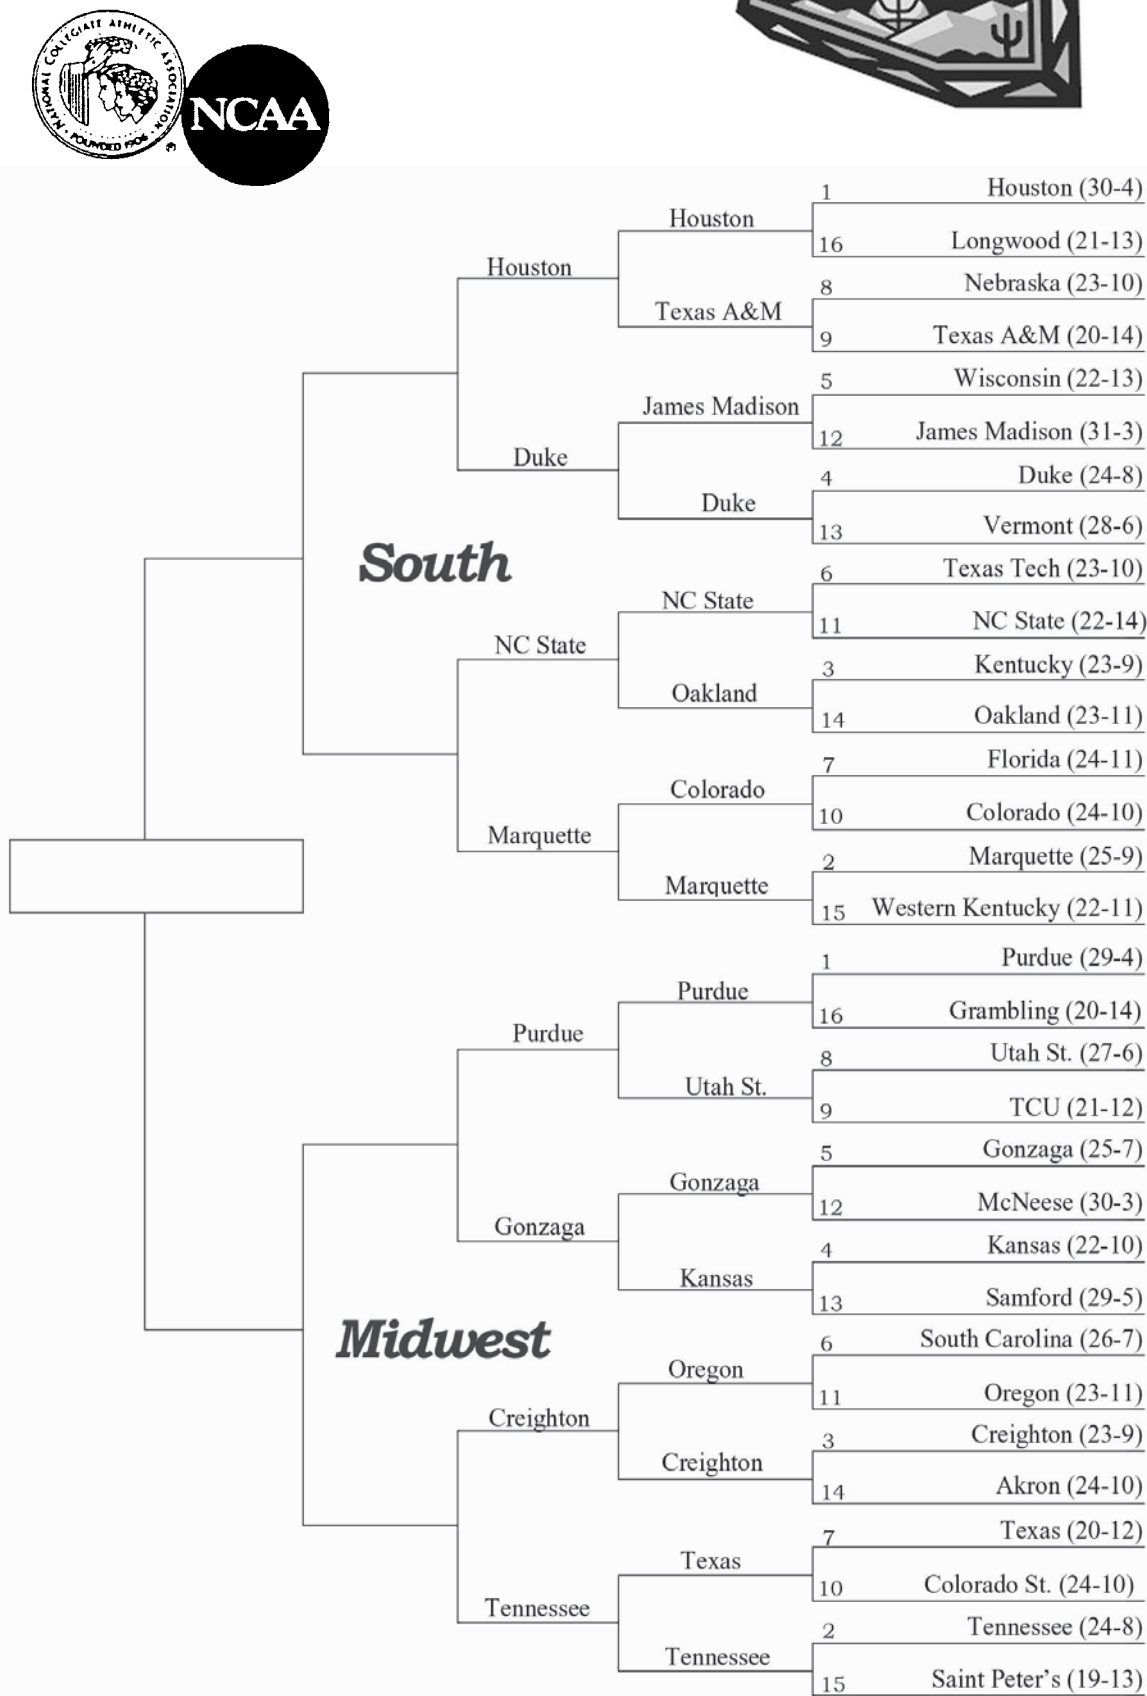 NATIONAL COLLEGIATE ATHLETIC ASSOCIATION
FOUNDED 1906
®
NCAA
1 Houston (30-4)
Houston
16 Longwood (21-13)
Houston
8 Nebraska (23-10)
Texas A&M
9 Texas A&M (20-14)
5 Wisconsin (22-13)
James Madison
12 James Madison (31-3)
Duke
4 Duke (24-8)
Duke
13 Vermont (28-6)
South
6 Texas Tech (23-10)
NC State
11 NC State (22-14)
NC State
3 Kentucky (23-9)
Oakland
14 Oakland (23-11)
7 Florida (24-11)
Colorado
10 Colorado (24-10)
Marquette
2 Marquette (25-9)
Marquette
15 Western Kentucky (22-11)
1 Purdue (29-4)
Purdue
16 Grambling (20-14)
Purdue
8 Utah St. (27-6)
Utah St.
9 TCU (21-12)
5 Gonzaga (25-7)
Gonzaga
12 McNeese (30-3)
Gonzaga
4 Kansas (22-10)
Kansas
13 Samford (29-5)
Midwest
6 South Carolina (26-7)
Oregon
11 Oregon (23-11)
Creighton
3 Creighton (23-9)
Creighton
14 Akron (24-10)
7 Texas (20-12)
Texas
10 Colorado St. (24-10)
Tennessee
2 Tennessee (24-8)
Tennessee
15 Saint Peter's (19-13)